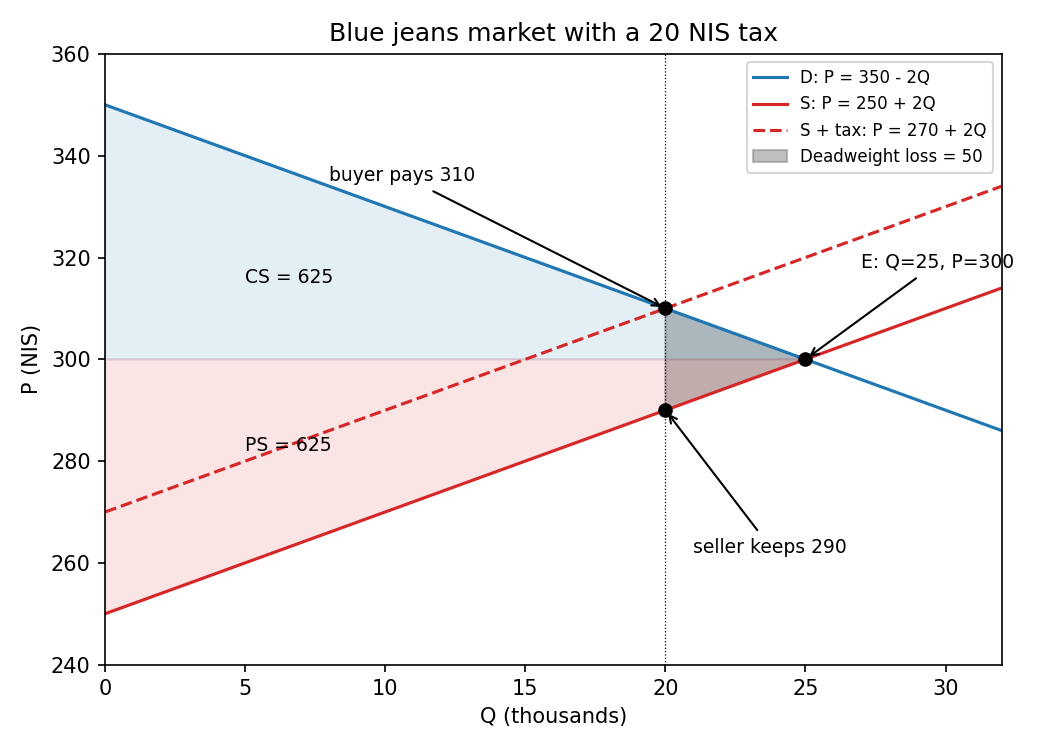 Blue jeans market with a 20 NIS tax
360
340
320
300
280
260
240
P (NIS)
D: P = 350 - 2Q
S: P = 250 + 2Q
S + tax: P = 270 + 2Q
Deadweight loss = 50
buyer pays 310
E: Q=25, P=300
CS = 625
PS = 625
seller keeps 290
0 5 10 15 20 25 30
Q (thousands)